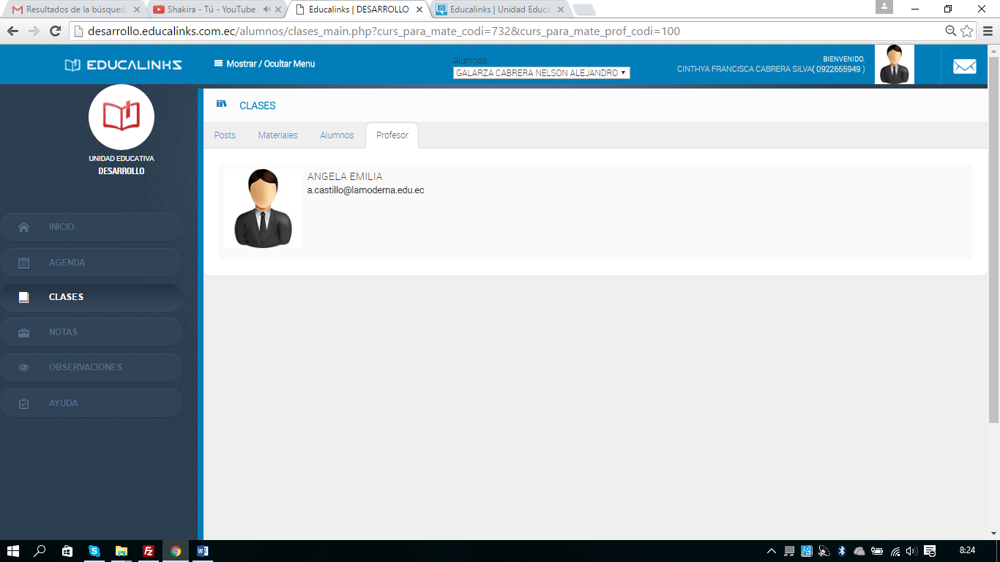 Resultados de la búsqued
Shakira - Tú - YouTube
Educalinks | DESARROLLO
Educalinks | Unidad Educa
desarrollo.educalinks.com.ec/alumnos/clases_main.php?curs_para_mate_codi=732&curs_para_mate_prof_codi=100
EDUCALINKS
Mostrar / Ocultar Menu
Alumnos:
GALARZA CABRERA NELSON ALEJANDRO
BIENVENIDO,
CINTHYA FRANCISCA CABRERA SILVA( 0922655949 )
UNIDAD EDUCATIVA
DESARROLLO
INICIO
AGENDA
CLASES
NOTAS
OBSERVACIONES
AYUDA
CLASES
Posts Materiales Alumnos Profesor
ANGELA EMILIA
a.castillo@lamoderna.edu.ec
8:24